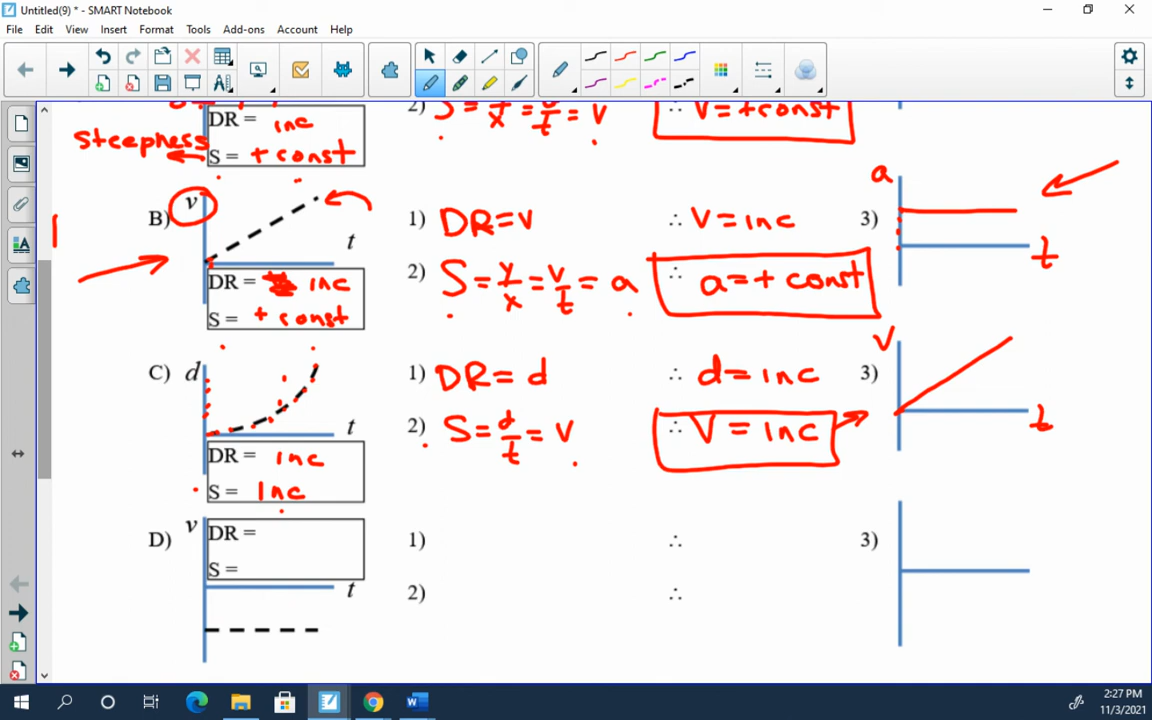 Untitled(9) * - SMART Notebook
File Edit View Insert Format Tools Add-ons Account Help
steepness
DR = inc
S = + const
2) S = y/x = d/t = v
V = + const
a
B) v
t
1) DR = v
∴ V = inc
3)
t
DR = inc
S = + const
2) S = y/x = v/t = a
∴ a = + const
V
C) d
t
1) DR = d
∴ d = inc
3)
t
DR = inc
S = inc
2) S = d/t = V
∴ V = inc
D) v
DR =
S =
t
1)
∴
3)
2)
∴
2:27 PM
11/3/2021